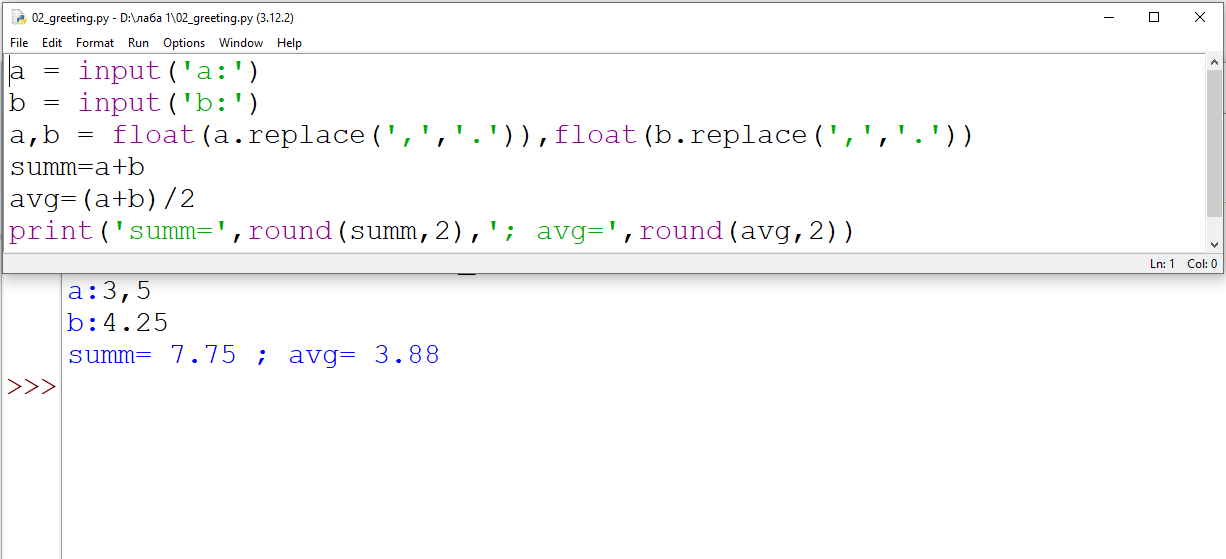 02_greeting.py - D:\лаба 1\02_greeting.py (3.12.2)
File Edit Format Run Options Window Help
a = input('a:')
b = input('b:')
a,b = float(a.replace(',','.')),float(b.replace(',','.'))
summ=a+b
avg=(a+b)/2
print('summ=',round(summ,2),'; avg=',round(avg,2))
Ln: 1 Col: 0
a:3,5
b:4.25
summ= 7.75 ; avg= 3.88
>>>